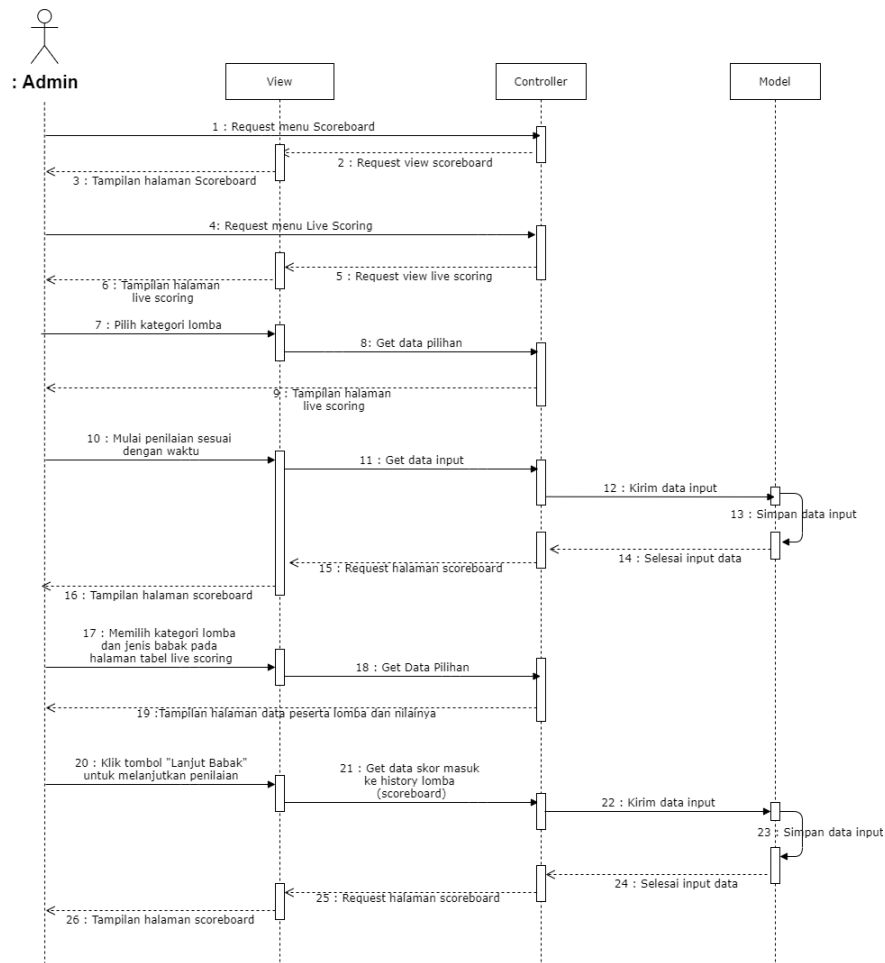 : Admin
View
Controller
Model
1 : Request menu Scoreboard
2 : Request view scoreboard
3 : Tampilan halaman Scoreboard
4: Request menu Live Scoring
5 : Request view live scoring
6 : Tampilan halaman
live scoring
7 : Pilih kategori lomba
8: Get data pilihan
9 : Tampilan halaman
live scoring
10 : Mulai penilaian sesuai
dengan waktu
11 : Get data input
12 : Kirim data input
13 : Simpan data input
14 : Selesai input data
15 : Request halaman scoreboard
16 : Tampilan halaman scoreboard
17 : Memilih kategori lomba
dan jenis babak pada
halaman tabel live scoring
18 : Get Data Pilihan
19 :Tampilan halaman data peserta lomba dan nilainya
20 : Klik tombol "Lanjut Babak"
untuk melanjutkan penilaian
21 : Get data skor masuk
ke history lomba
(scoreboard)
22 : Kirim data input
23 : Simpan data input
24 : Selesai input data
25 : Request halaman scoreboard
26 : Tampilan halaman scoreboard